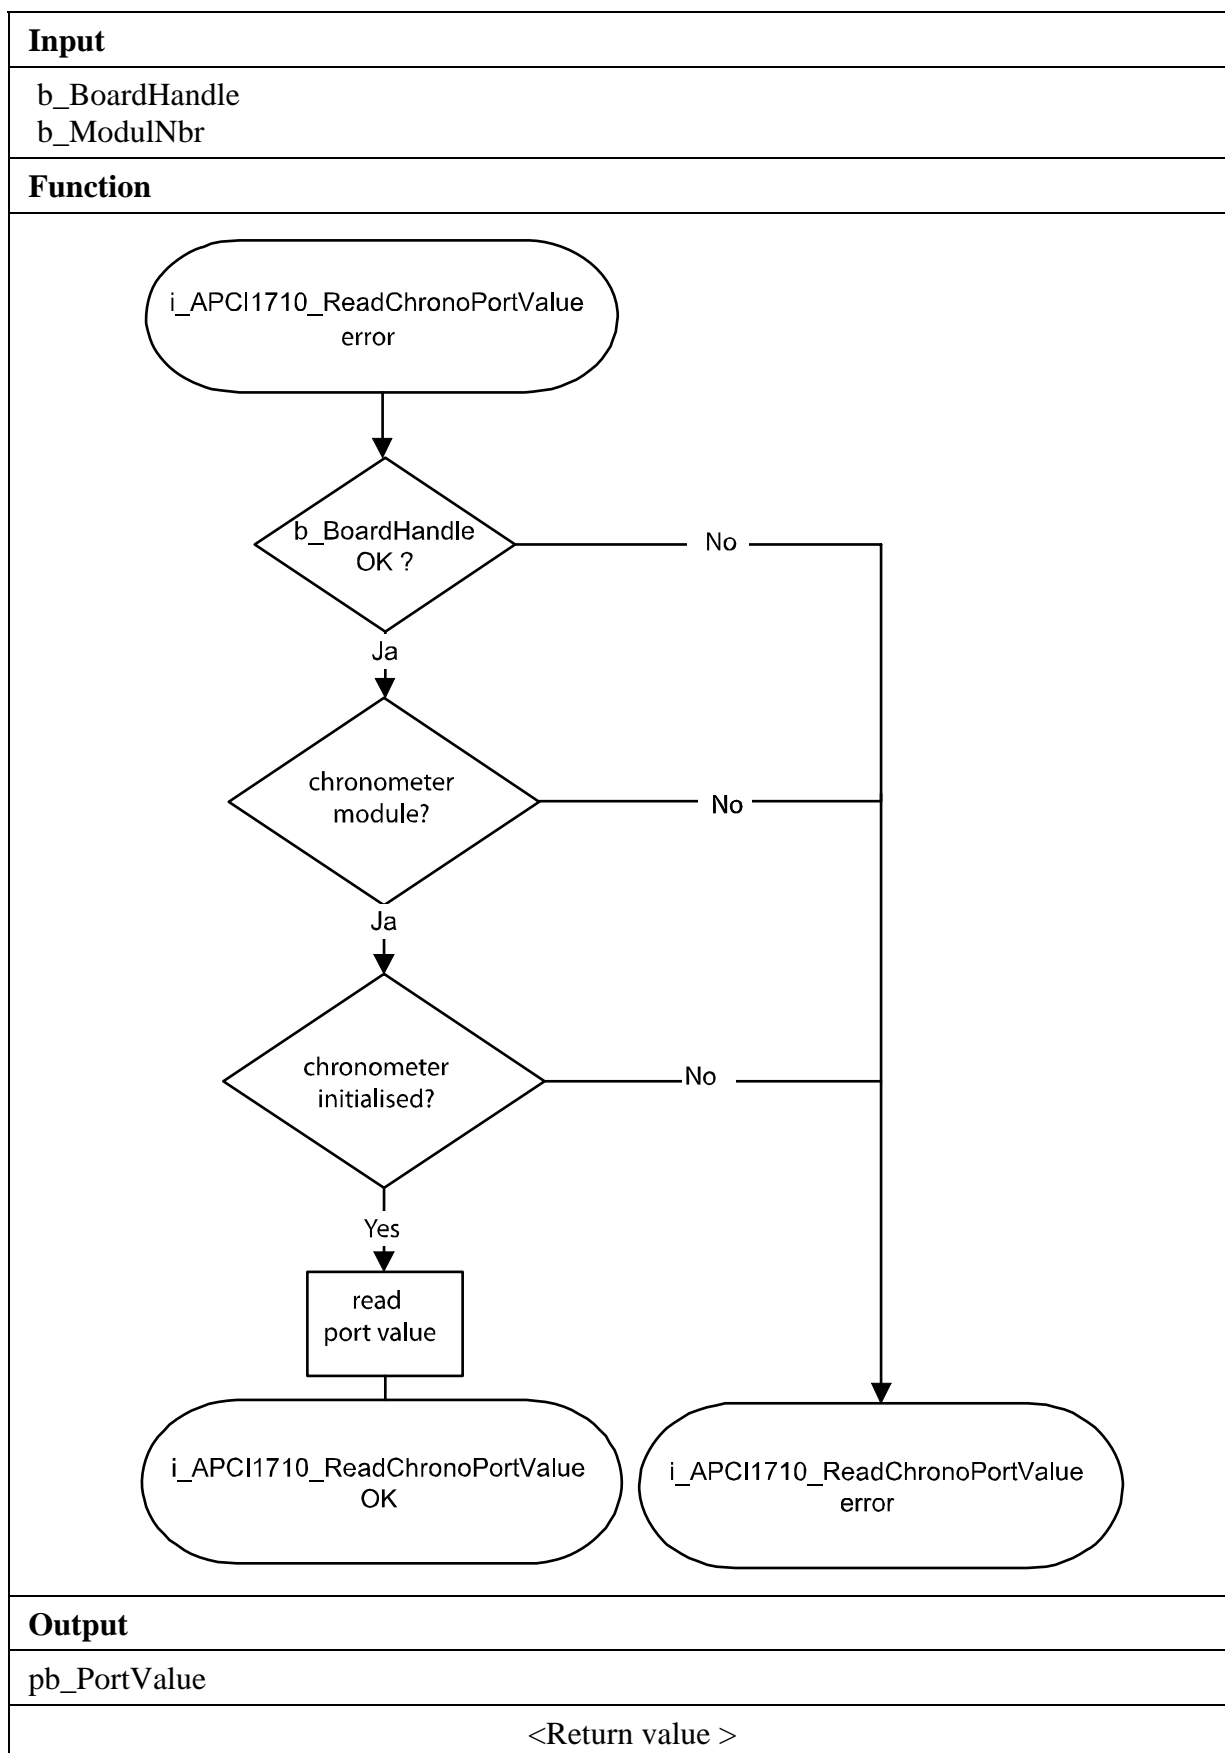 Input
b_BoardHandle
b_ModulNbr
Function
i_APCI1710_ReadChronoPortValue
error
b_BoardHandle
OK ?
No
Ja
chronometer
module?
No
Ja
chronometer
initialised?
No
Yes
read
port value
i_APCI1710_ReadChronoPortValue
OK
i_APCI1710_ReadChronoPortValue
error
Output
pb_PortValue
<Return value >